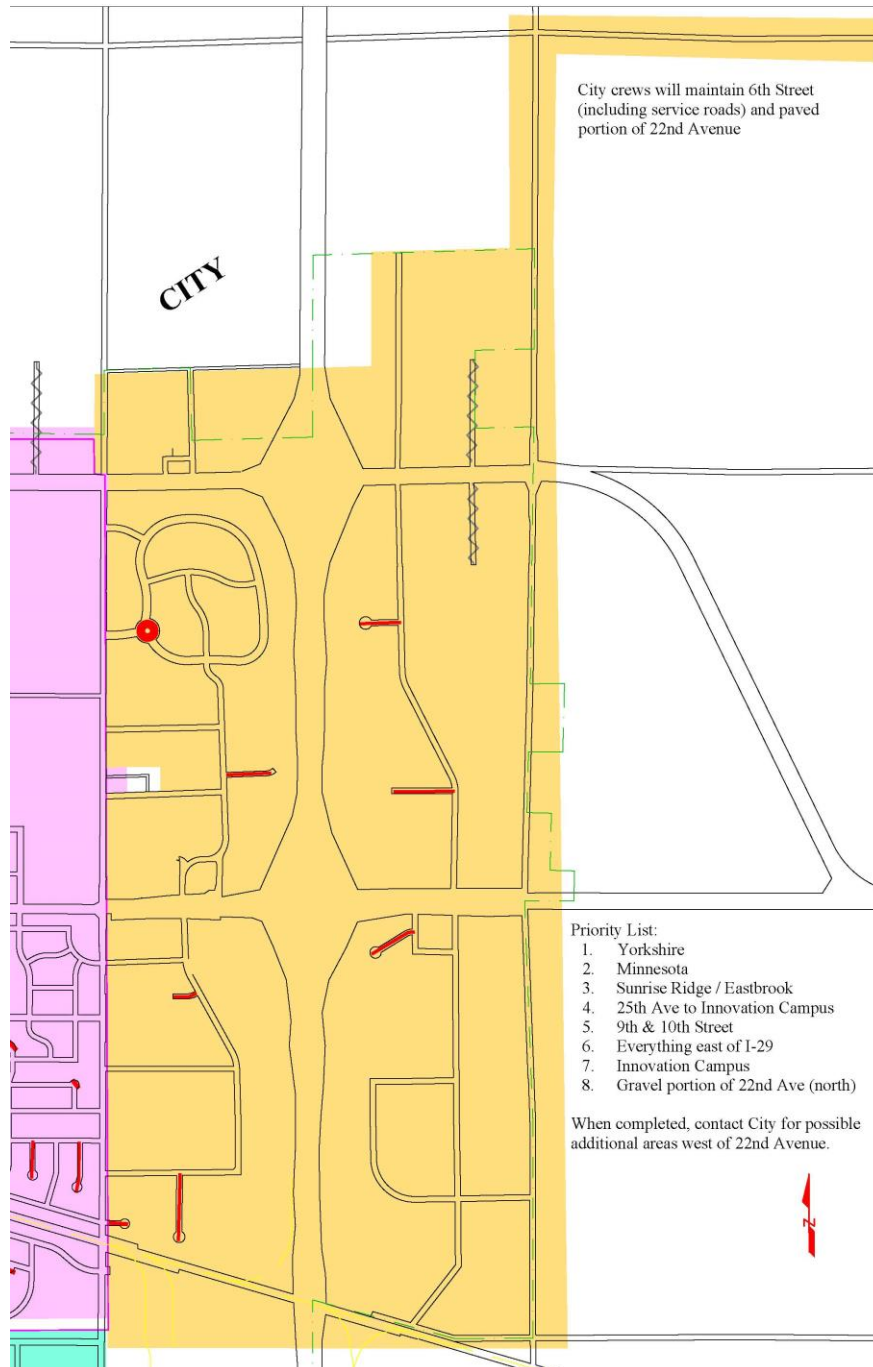 City crews will maintain 6th Street
(including service roads) and paved
portion of 22nd Avenue
CITY
Priority List:
1. Yorkshire
2. Minnesota
3. Sunrise Ridge / Eastbrook
4. 25th Ave to Innovation Campus
5. 9th & 10th Street
6. Everything east of I-29
7. Innovation Campus
8. Gravel portion of 22nd Ave (north)
When completed, contact City for possible
additional areas west of 22nd Avenue.
N